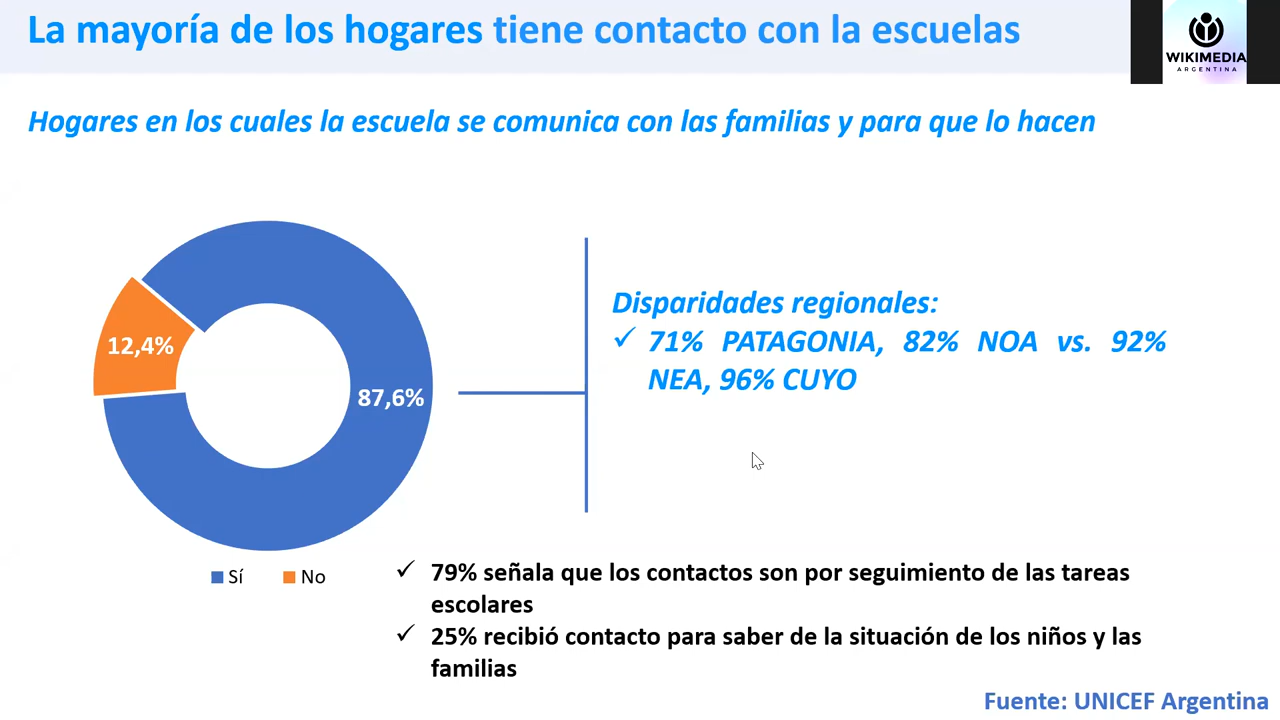 La mayoría de los hogares tiene contacto con la escuelas
WIKIMEDIA
ARGENTINA
Hogares en los cuales la escuela se comunica con las familias y para que lo hacen
12,4%
87,6%
Disparidades regionales:
✓ 71% PATAGONIA, 82% NOA vs. 92%
NEA, 96% CUYO
Sí No
✓ 79% señala que los contactos son por seguimiento de las tareas
escolares
✓ 25% recibió contacto para saber de la situación de los niños y las
familias
Fuente: UNICEF Argentina